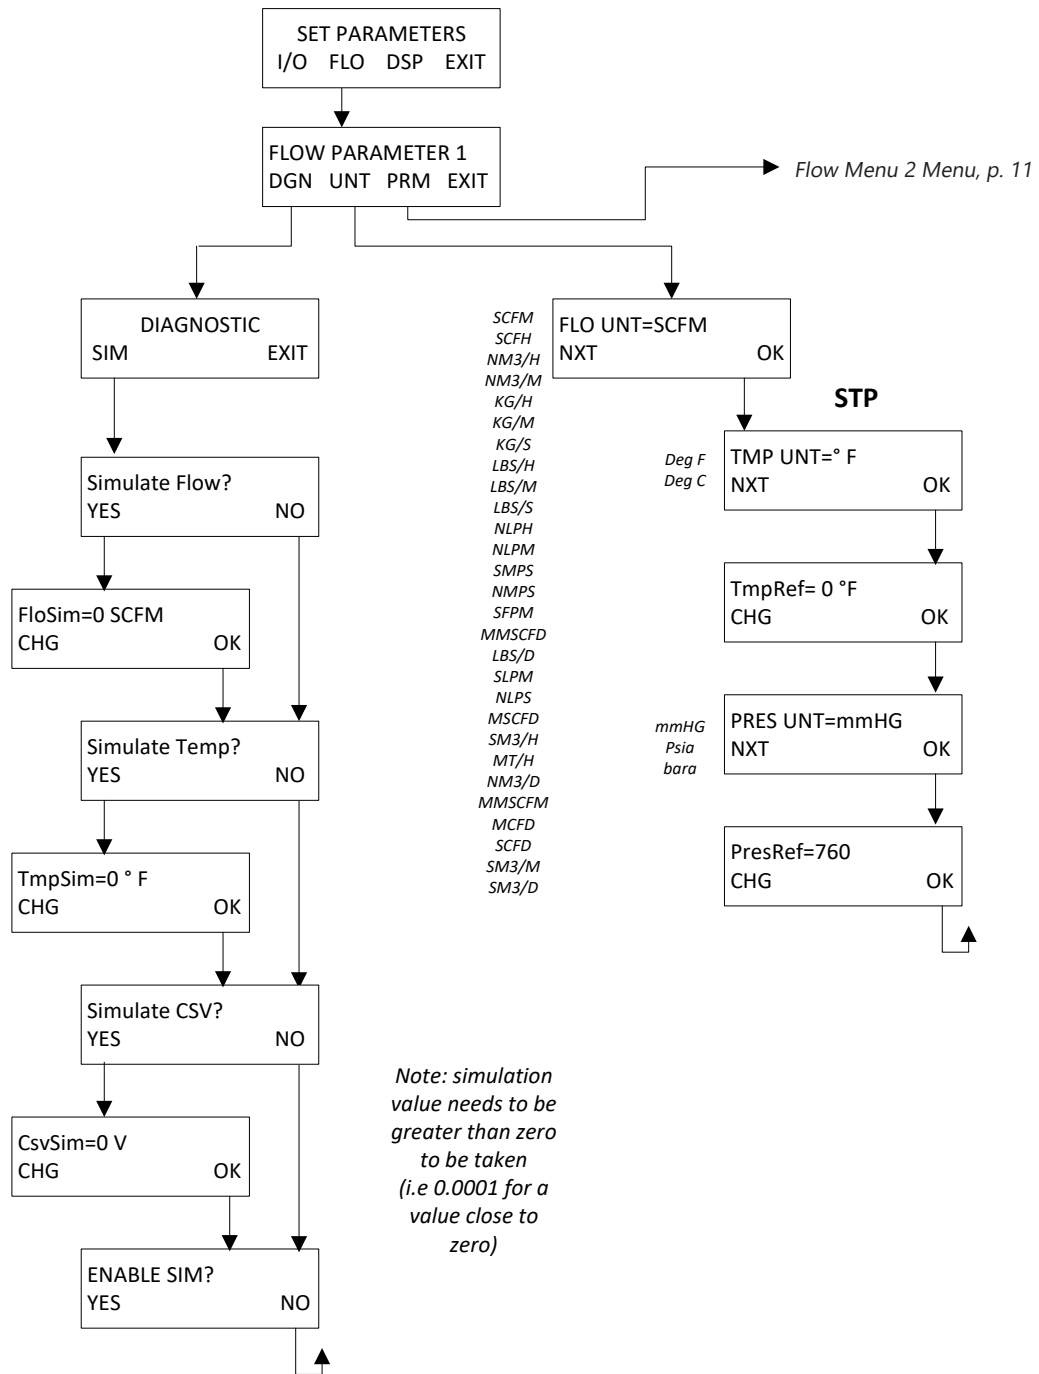 SET PARAMETERS
I/O FLO DSP EXIT
FLOW PARAMETER 1
DGN UNT PRM EXIT
Flow Menu 2 Menu, p. 11
DIAGNOSTIC
SIM EXIT
Simulate Flow?
YES NO
FloSim=0 SCFM
CHG OK
Simulate Temp?
YES NO
TmpSim=0 ° F
CHG OK
Simulate CSV?
YES NO
CsvSim=0 V
CHG OK
ENABLE SIM?
YES NO
Note: simulation
value needs to be
greater than zero
to be taken
(i.e 0.0001 for a
value close to
zero)
SCFM
SCFH
NM3/H
NM3/M
KG/H
KG/M
KG/S
LBS/H
LBS/M
LBS/S
NLPH
NLPM
SMPS
NMPS
SFPM
MMSCFD
LBS/D
SLPM
NLPS
MSCFD
SM3/H
MT/H
NM3/D
MMSCFM
MCFD
SCFD
SM3/M
SM3/D
FLO UNT=SCFM
NXT OK
STP
Deg F
Deg C
TMP UNT=° F
NXT OK
TmpRef= 0 °F
CHG OK
mmHG
Psia
bara
PRES UNT=mmHG
NXT OK
PresRef=760
CHG OK